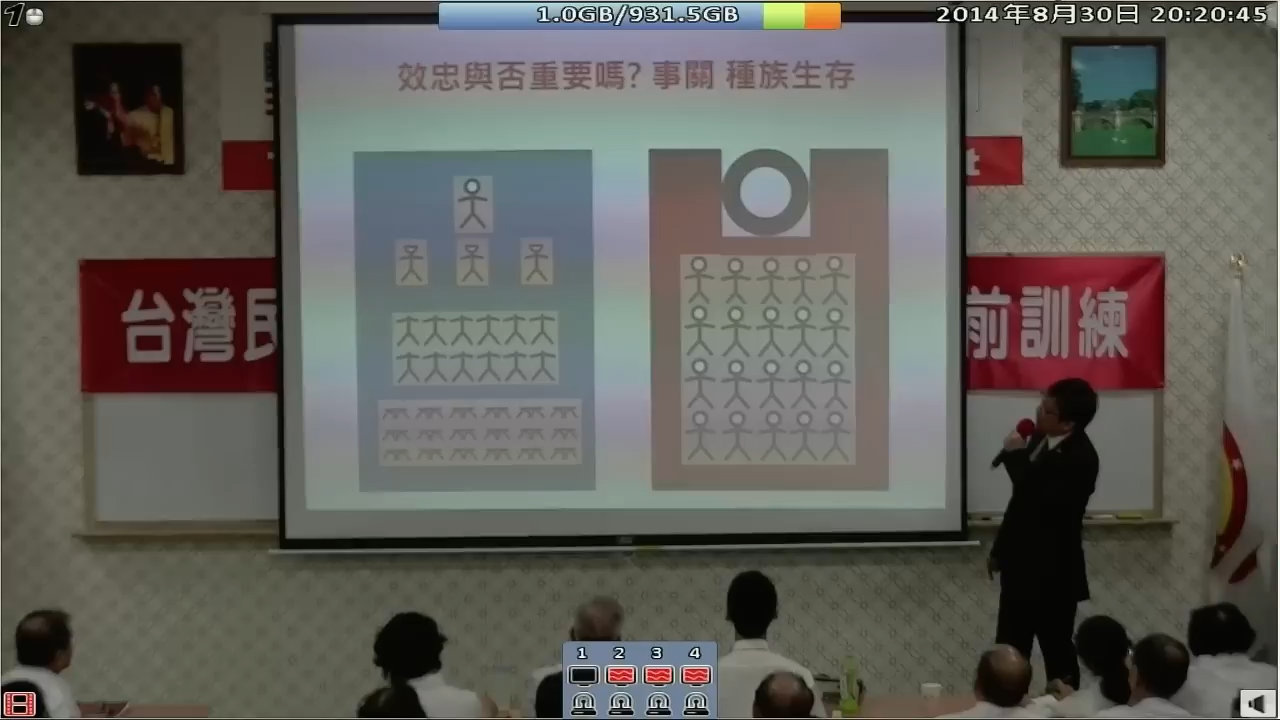 1
1.0GB/931.5GB
2014年8月30日 20:20:45
效忠與否重要嗎? 事關 種族生存
t
台灣民
前訓練
1 2 3 4